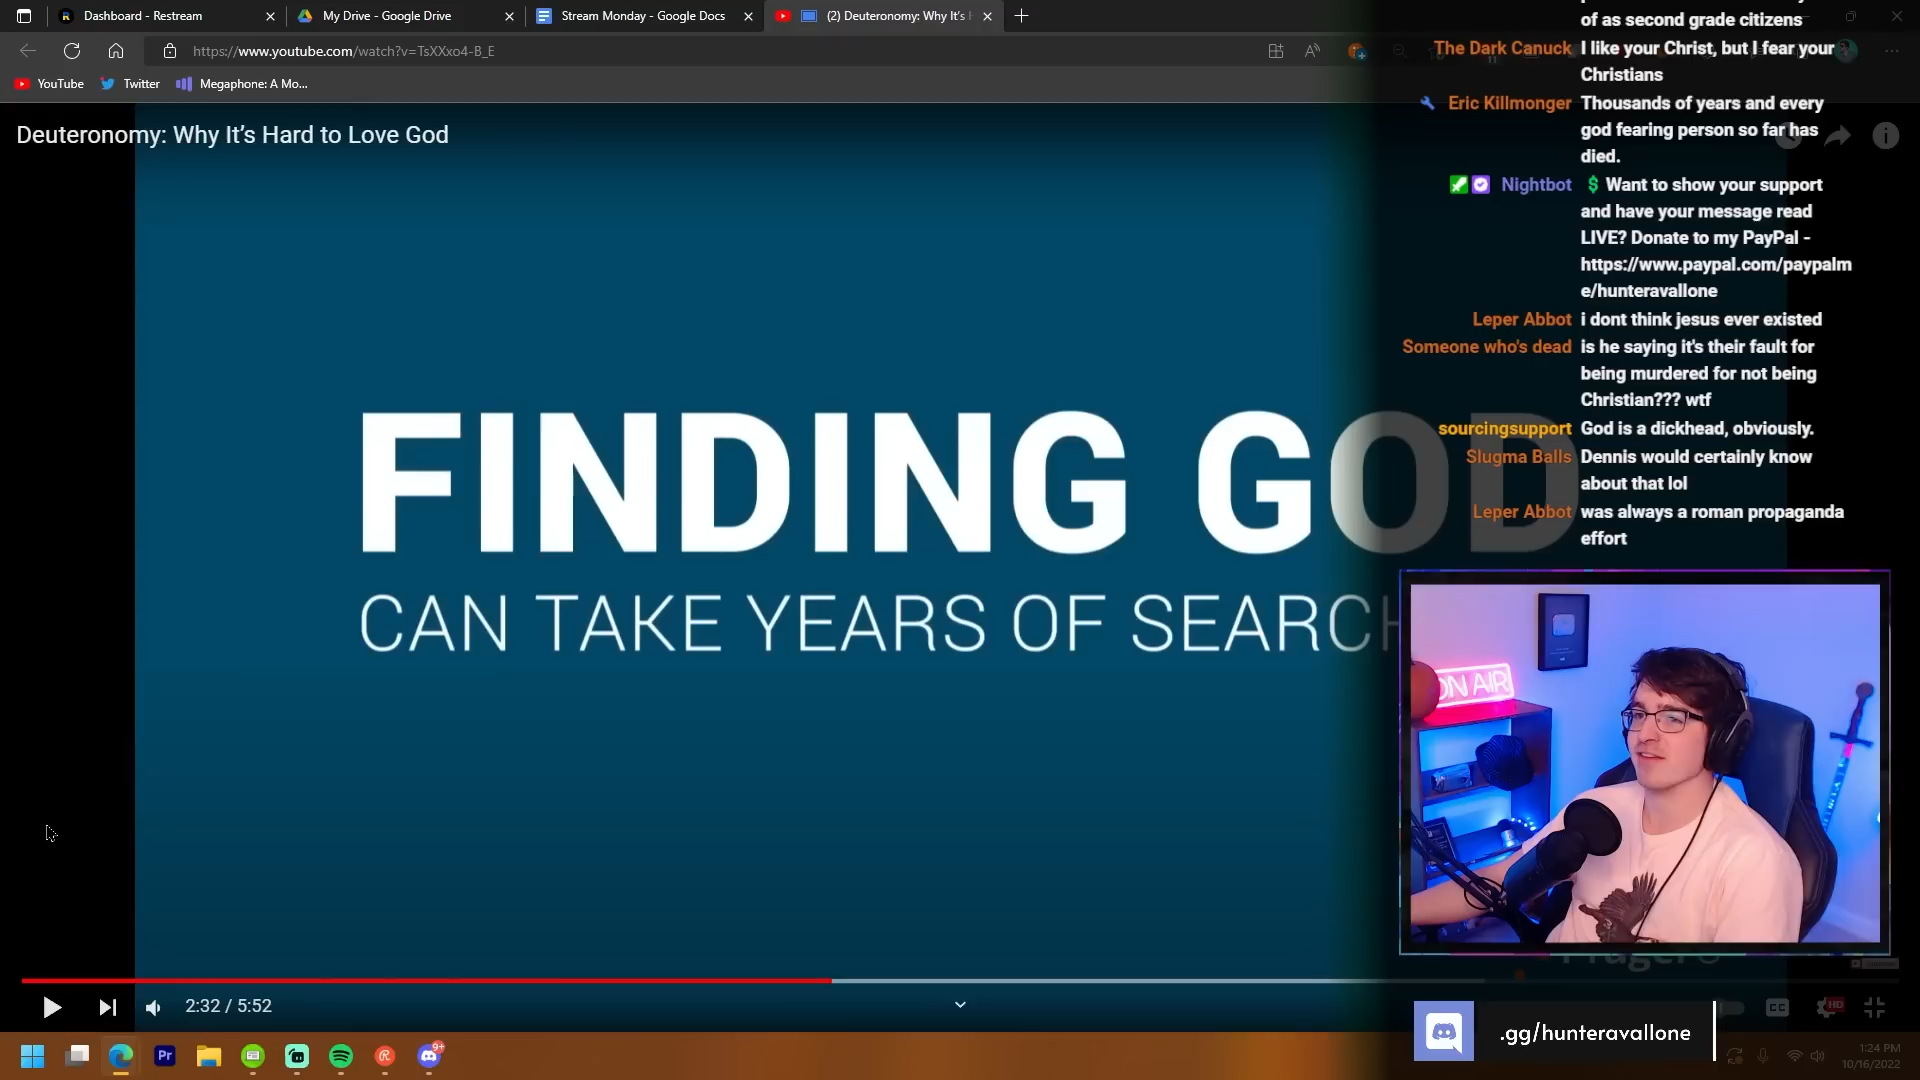 Dashboard - Restream
My Drive - Google Drive
Stream Monday - Google Docs
(2) Deuteronomy: Why It's H
https://www.youtube.com/watch?v=TsXXxo4-B_E
YouTube
Twitter
Megaphone: A Mo...
Deuteronomy: Why It's Hard to Love God
FINDING GOD
CAN TAKE YEARS OF SEARCH
of as second grade citizens
The Dark Canuck I like your Christ, but I fear your
Christians
Eric Killmonger Thousands of years and every
god fearing person so far has
died.
Nightbot $ Want to show your support
and have your message read
LIVE? Donate to my PayPal -
https://www.paypal.com/paypalm
e/hunteravallone
Leper Abbot i dont think jesus ever existed
Someone who's dead is he saying it's their fault for
being murdered for not being
Christian??? wtf
sourcingsupport God is a dickhead, obviously.
Slugma Balls Dennis would certainly know
about that lol
Leper Abbot was always a roman propaganda
effort
ON AIR
2:32 / 5:52
CC
HD
.gg/hunteravallone
Pr
9+
1:24 PM
10/16/2022